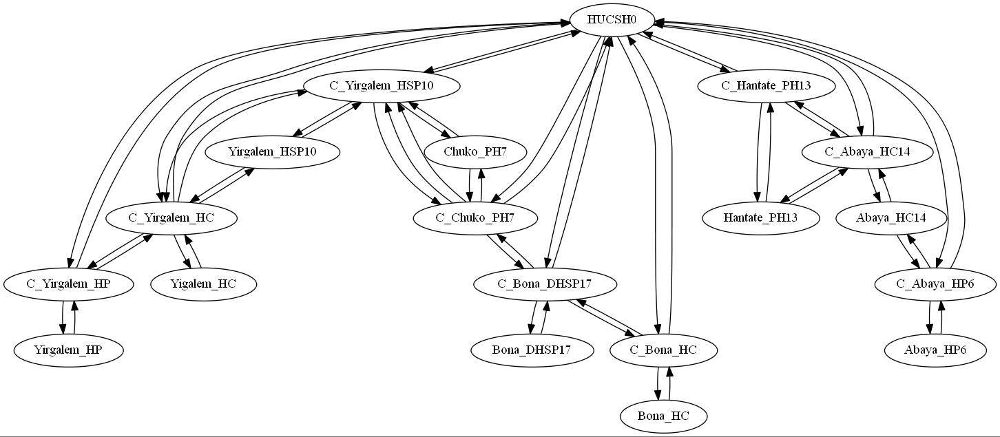 HUCSH0
C_Yirgalem_HSP10
C_Hantate_PH13
Yirgalem_HSP10
Chuko_PH7
C_Abaya_HC14
C_Yirgalem_HC
C_Chuko_PH7
Hantate_PH13
Abaya_HC14
C_Yirgalem_HP
Yigalem_HC
C_Bona_DHSP17
C_Abaya_HP6
Yirgalem_HP
Bona_DHSP17
C_Bona_HC
Abaya_HP6
Bona_HC